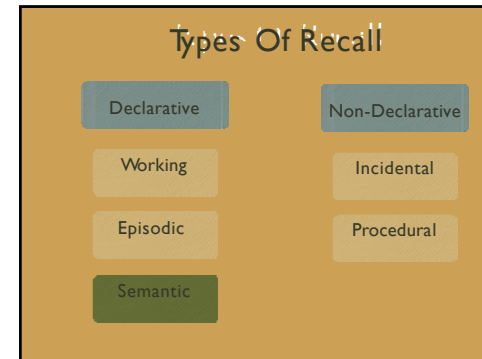 Types Of Recall
Declarative
Non-Declarative
Working
Incidental
Episodic
Procedural
Semantic